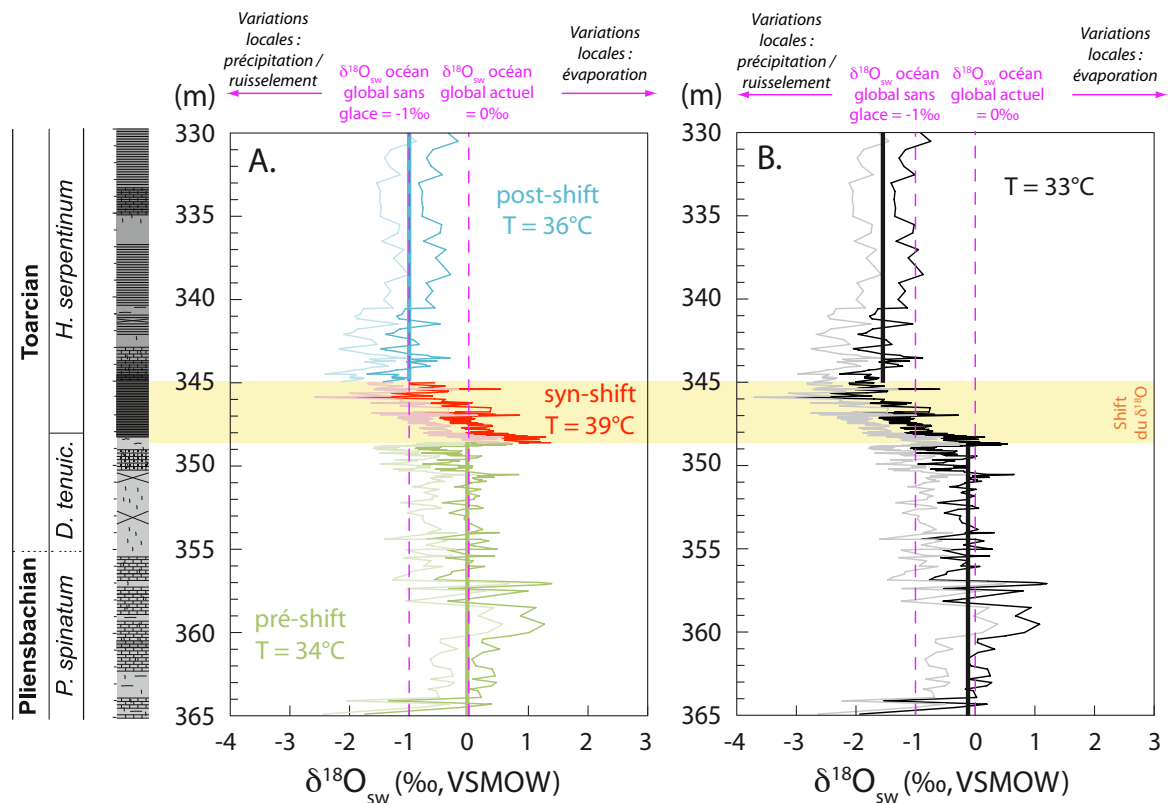 Variations
locales :
précipitation /
ruisselement
δ¹⁸Osw océan
global sans
glace = -1‰
δ¹⁸Osw océan
global actuel
= 0‰
Variations
locales :
évaporation
Variations
locales :
précipitation /
ruisselement
δ¹⁸Osw océan
global sans
glace = -1‰
δ¹⁸Osw océan
global actuel
= 0‰
Variations
locales :
évaporation
(m)
330
335
340
345
350
355
360
365
Toarcian
Pliensbachian
H. serpentinum
D. tenuic.
P. spinatum
A.
post-shift
T = 36°C
syn-shift
T = 39°C
pré-shift
T = 34°C
-4 -3 -2 -1 0 1 2 3
δ¹⁸Osw (‰, VSMOW)
(m)
330
335
340
345
350
355
360
365
B.
T = 33°C
Shift
du δ¹⁸O
-4 -3 -2 -1 0 1 2 3
δ¹⁸Osw (‰, VSMOW)